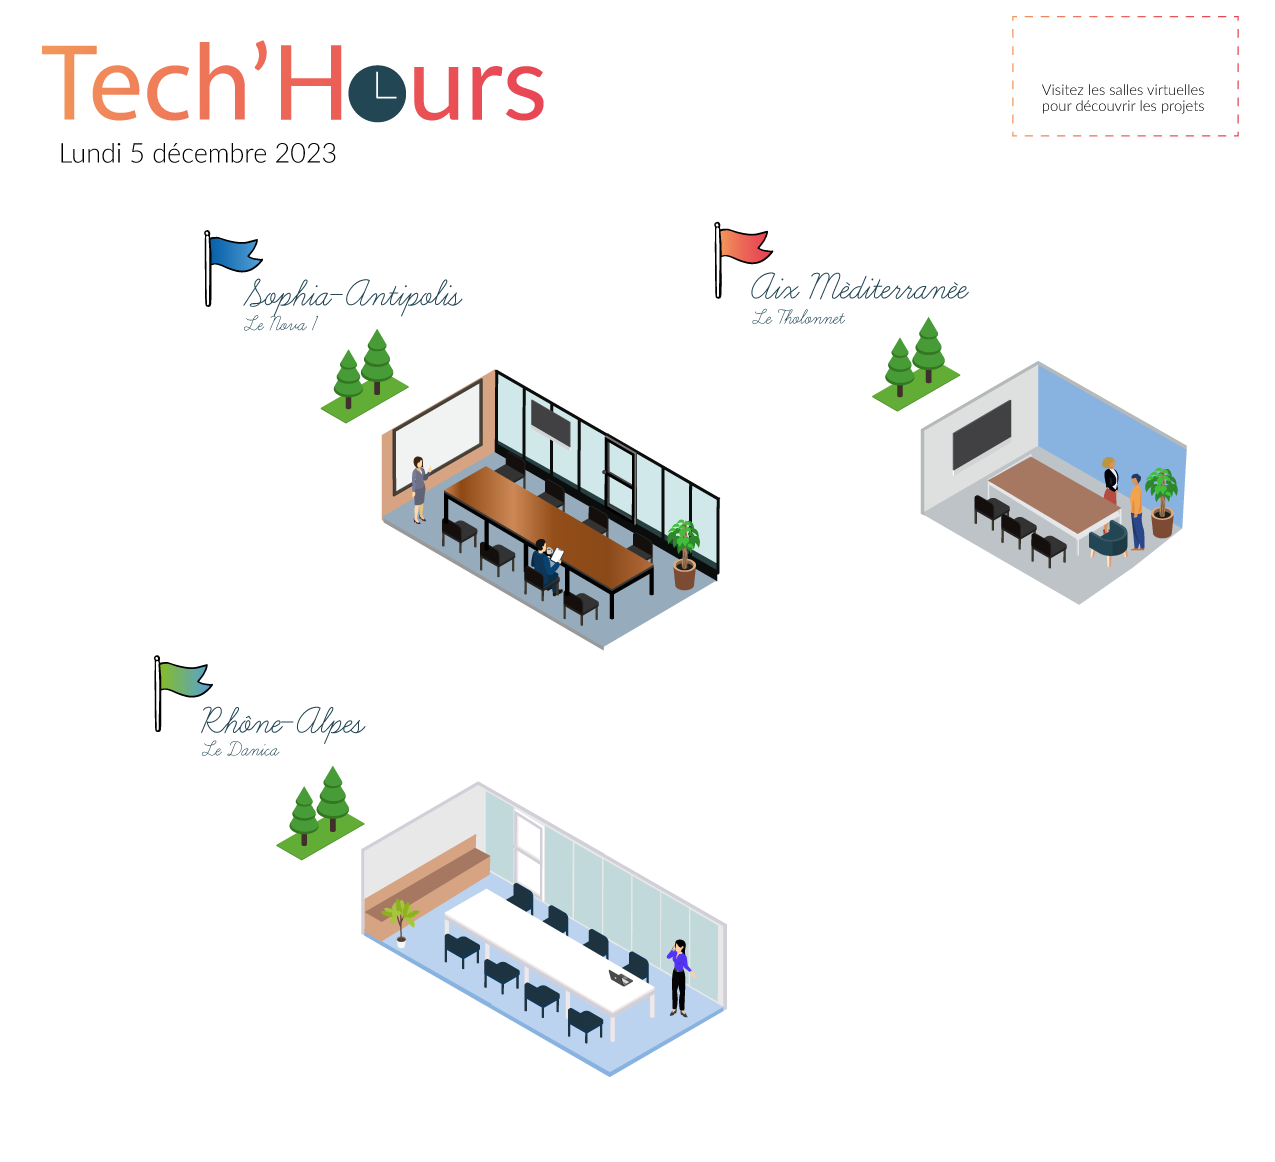 Tech'Hours
Lundi 5 décembre 2023
Visitez les salles virtuelles
pour découvrir les projets
Sophia-Antipolis
Le Nova 1
Aix Mèditerranèe
Le Tholonnet
Rhône-Alpes
Le Danica